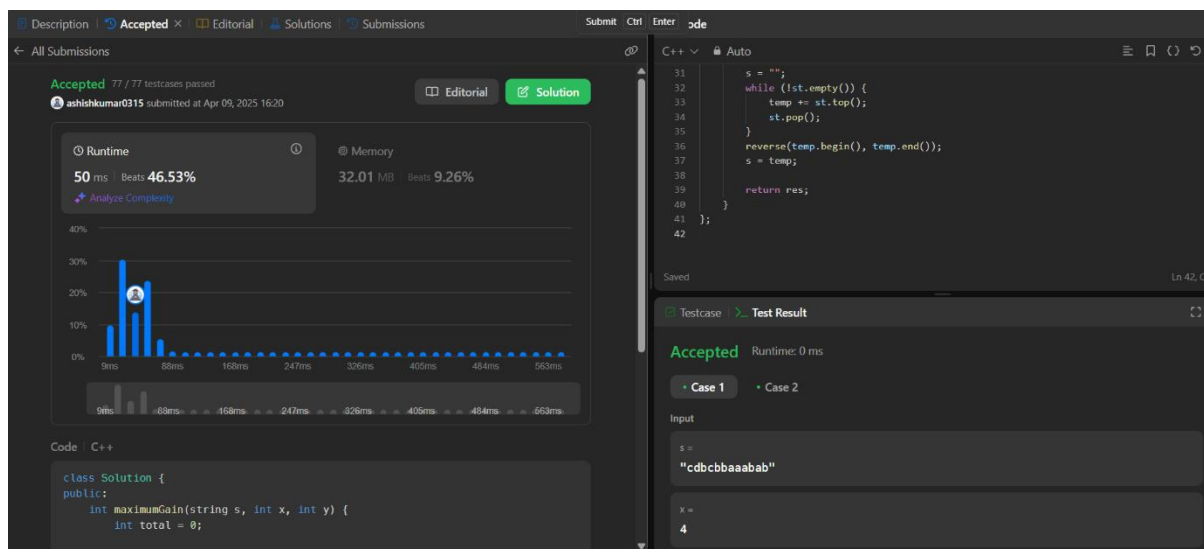 Description Accepted × Editorial Solutions Submissions
Submit Ctrl Enter ode
← All Submissions
Accepted 77 / 77 testcases passed
ashishkumar0315 submitted at Apr 09, 2025 16:20
Editorial Solution
Runtime
50 ms Beats 46.53%
Analyze Complexity
Memory
32.01 MB Beats 9.26%
40%
30%
20%
10%
0%
9ms 88ms 168ms 247ms 326ms 405ms 484ms 563ms
9ms 88ms 168ms 247ms 326ms 405ms 484ms 563ms
Code C++
class Solution {
public:
int maximumGain(string s, int x, int y) {
int total = 0;
C++ Auto
31 s = "";
32 while (!st.empty()) {
33 temp += st.top();
34 st.pop();
35 }
36 reverse(temp.begin(), temp.end());
37 s = temp;
38
39 return res;
40 }
41 };
42
Saved Ln 42, C
Testcase Test Result
Accepted Runtime: 0 ms
• Case 1 • Case 2
Input
s =
"cdbcbbaaabab"
x =
4